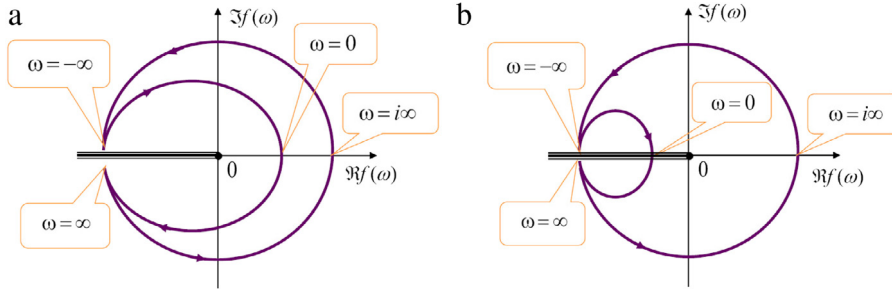 a
ℑf(ω)
ω = −∞
ω = 0
ω = i∞
0
ℜf(ω)
ω = ∞
b
ℑf(ω)
ω = −∞
ω = 0
ω = i∞
0
ℜf(ω)
ω = ∞